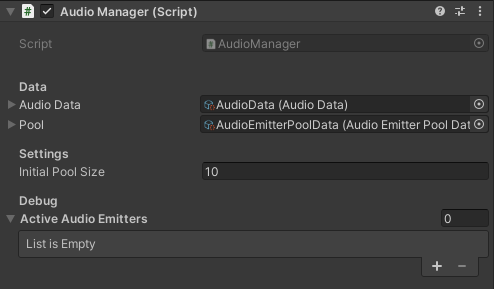 Audio Manager (Script)
Script AudioManager
Data
Audio Data AudioData (Audio Data)
Pool AudioEmitterPoolData (Audio Emitter Pool Dat
Settings
Initial Pool Size 10
Debug
Active Audio Emitters 0
List is Empty